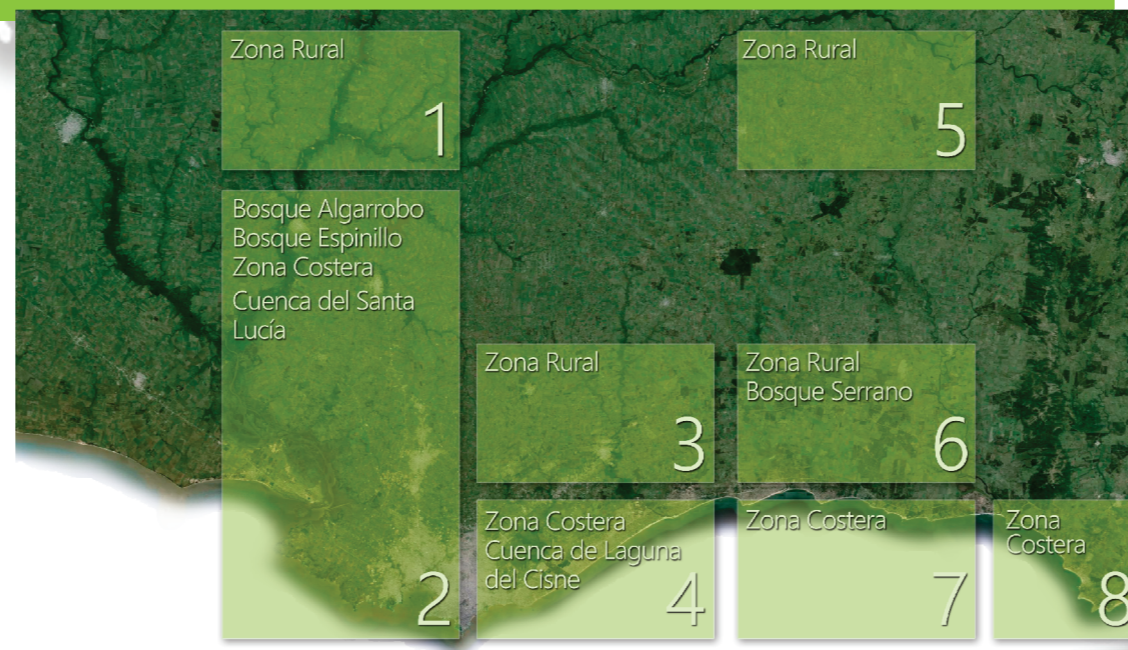 Zona Rural
1
Zona Rural
5
Bosque Algarrobo
Bosque Espinillo
Zona Costera
Cuenca del Santa
Lucía
2
Zona Rural
3
Zona Rural
Bosque Serrano
6
Zona Costera
Cuenca de Laguna
del Cisne
4
Zona Costera
7
Zona
Costera
8